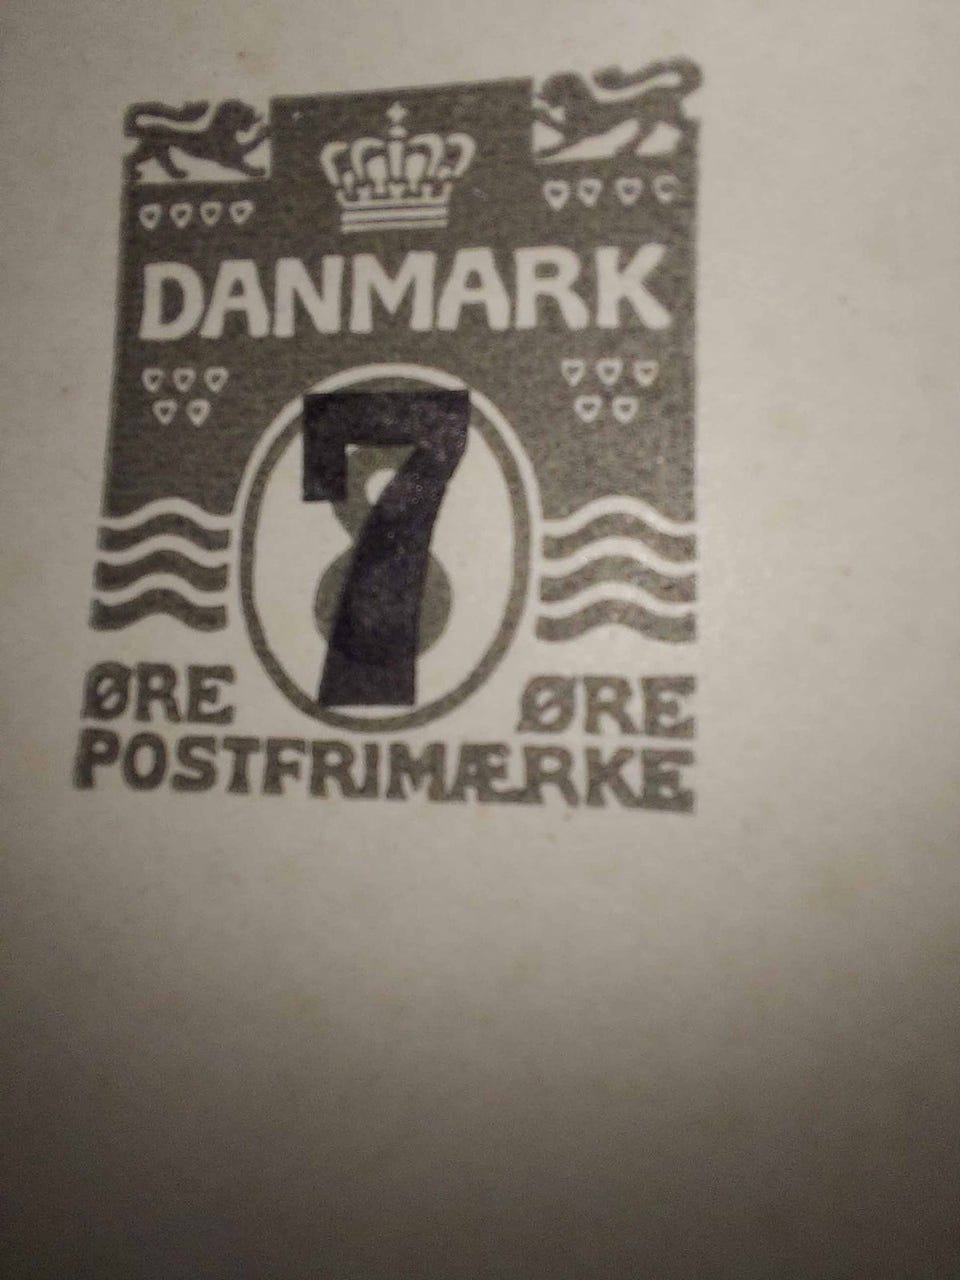 DANMARK
7
ØRE ØRE
POSTFRIMÆRKE